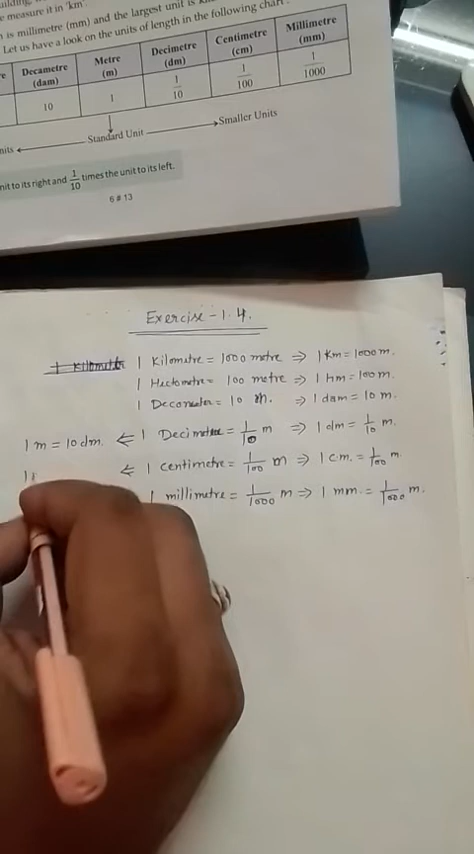 e measure it in 'km'
is millimetre (mm) and the largest unit is
Let us have a look on the units of length in the following chart
Decametre (dam) Metre (m) Decimetre (dm) Centimetre (cm) Millimetre (mm)
10 1 1/10 1/100 1/1000
Standard Unit Smaller Units
nit to its right and 1/10 times the unit to its left.
Exercise - 1.4.
1 Kilometre = 1000 metre ⇒ 1 Km = 1000 m.
1 Hectometre = 100 metre ⇒ 1 hm = 100 m.
1 Decameter = 10 m. ⇒ 1 dam = 10 m.
1 m = 10 dm. ⇐ 1 Decimetre = 1/10 m ⇒ 1 dm = 1/10 m.
⇐ 1 centimetre = 1/100 m ⇒ 1 cm. = 1/100 m.
1 millimetre = 1/1000 m ⇒ 1 mm. = 1/1000 m.